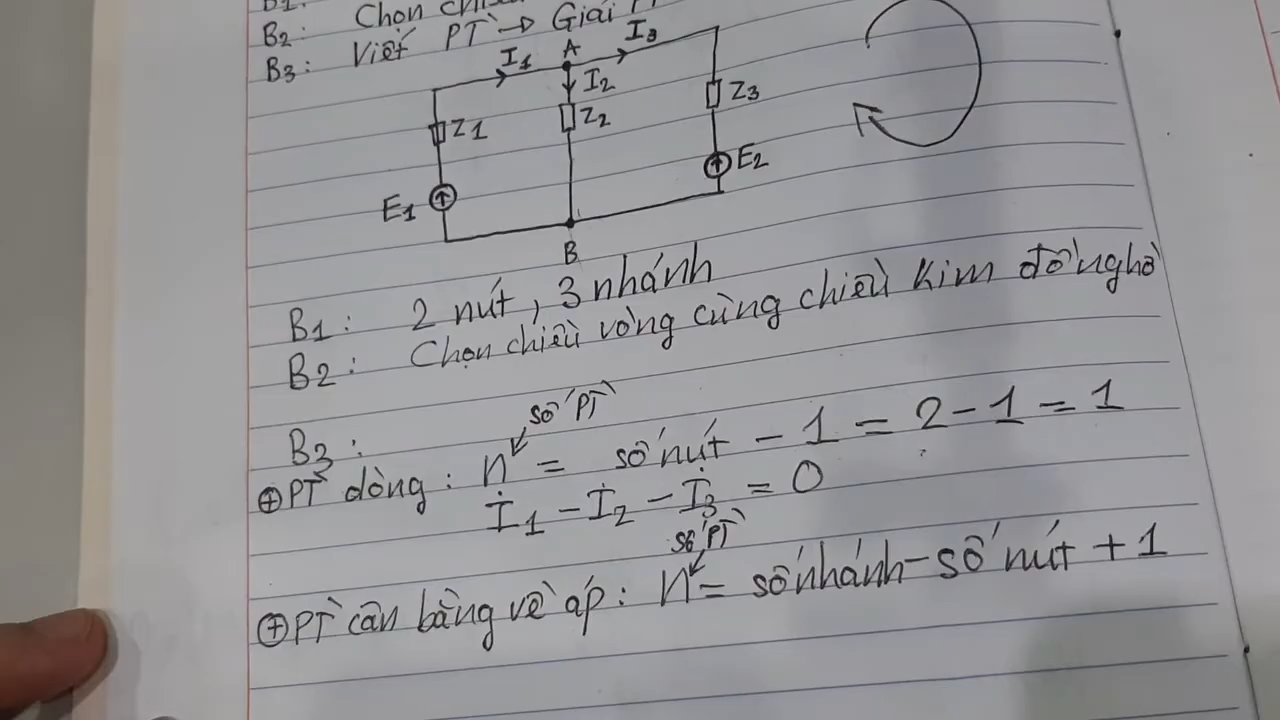 B2: Chọn chiề
B3: Viết PT → Giải
I1 A I3
I2
Z1 Z2 Z3
E1 E2
B
B1: 2 nút, 3 nhánh
B2: Chọn chiều vòng cùng chiều kim đồng hồ
B3:
số PT
⊕PT dòng: n = số nút - 1 = 2 - 1 = 1
İ1 - İ2 - İ3 = 0
số PT
⊕PT cân bằng về áp: n = số nhánh - số nút + 1